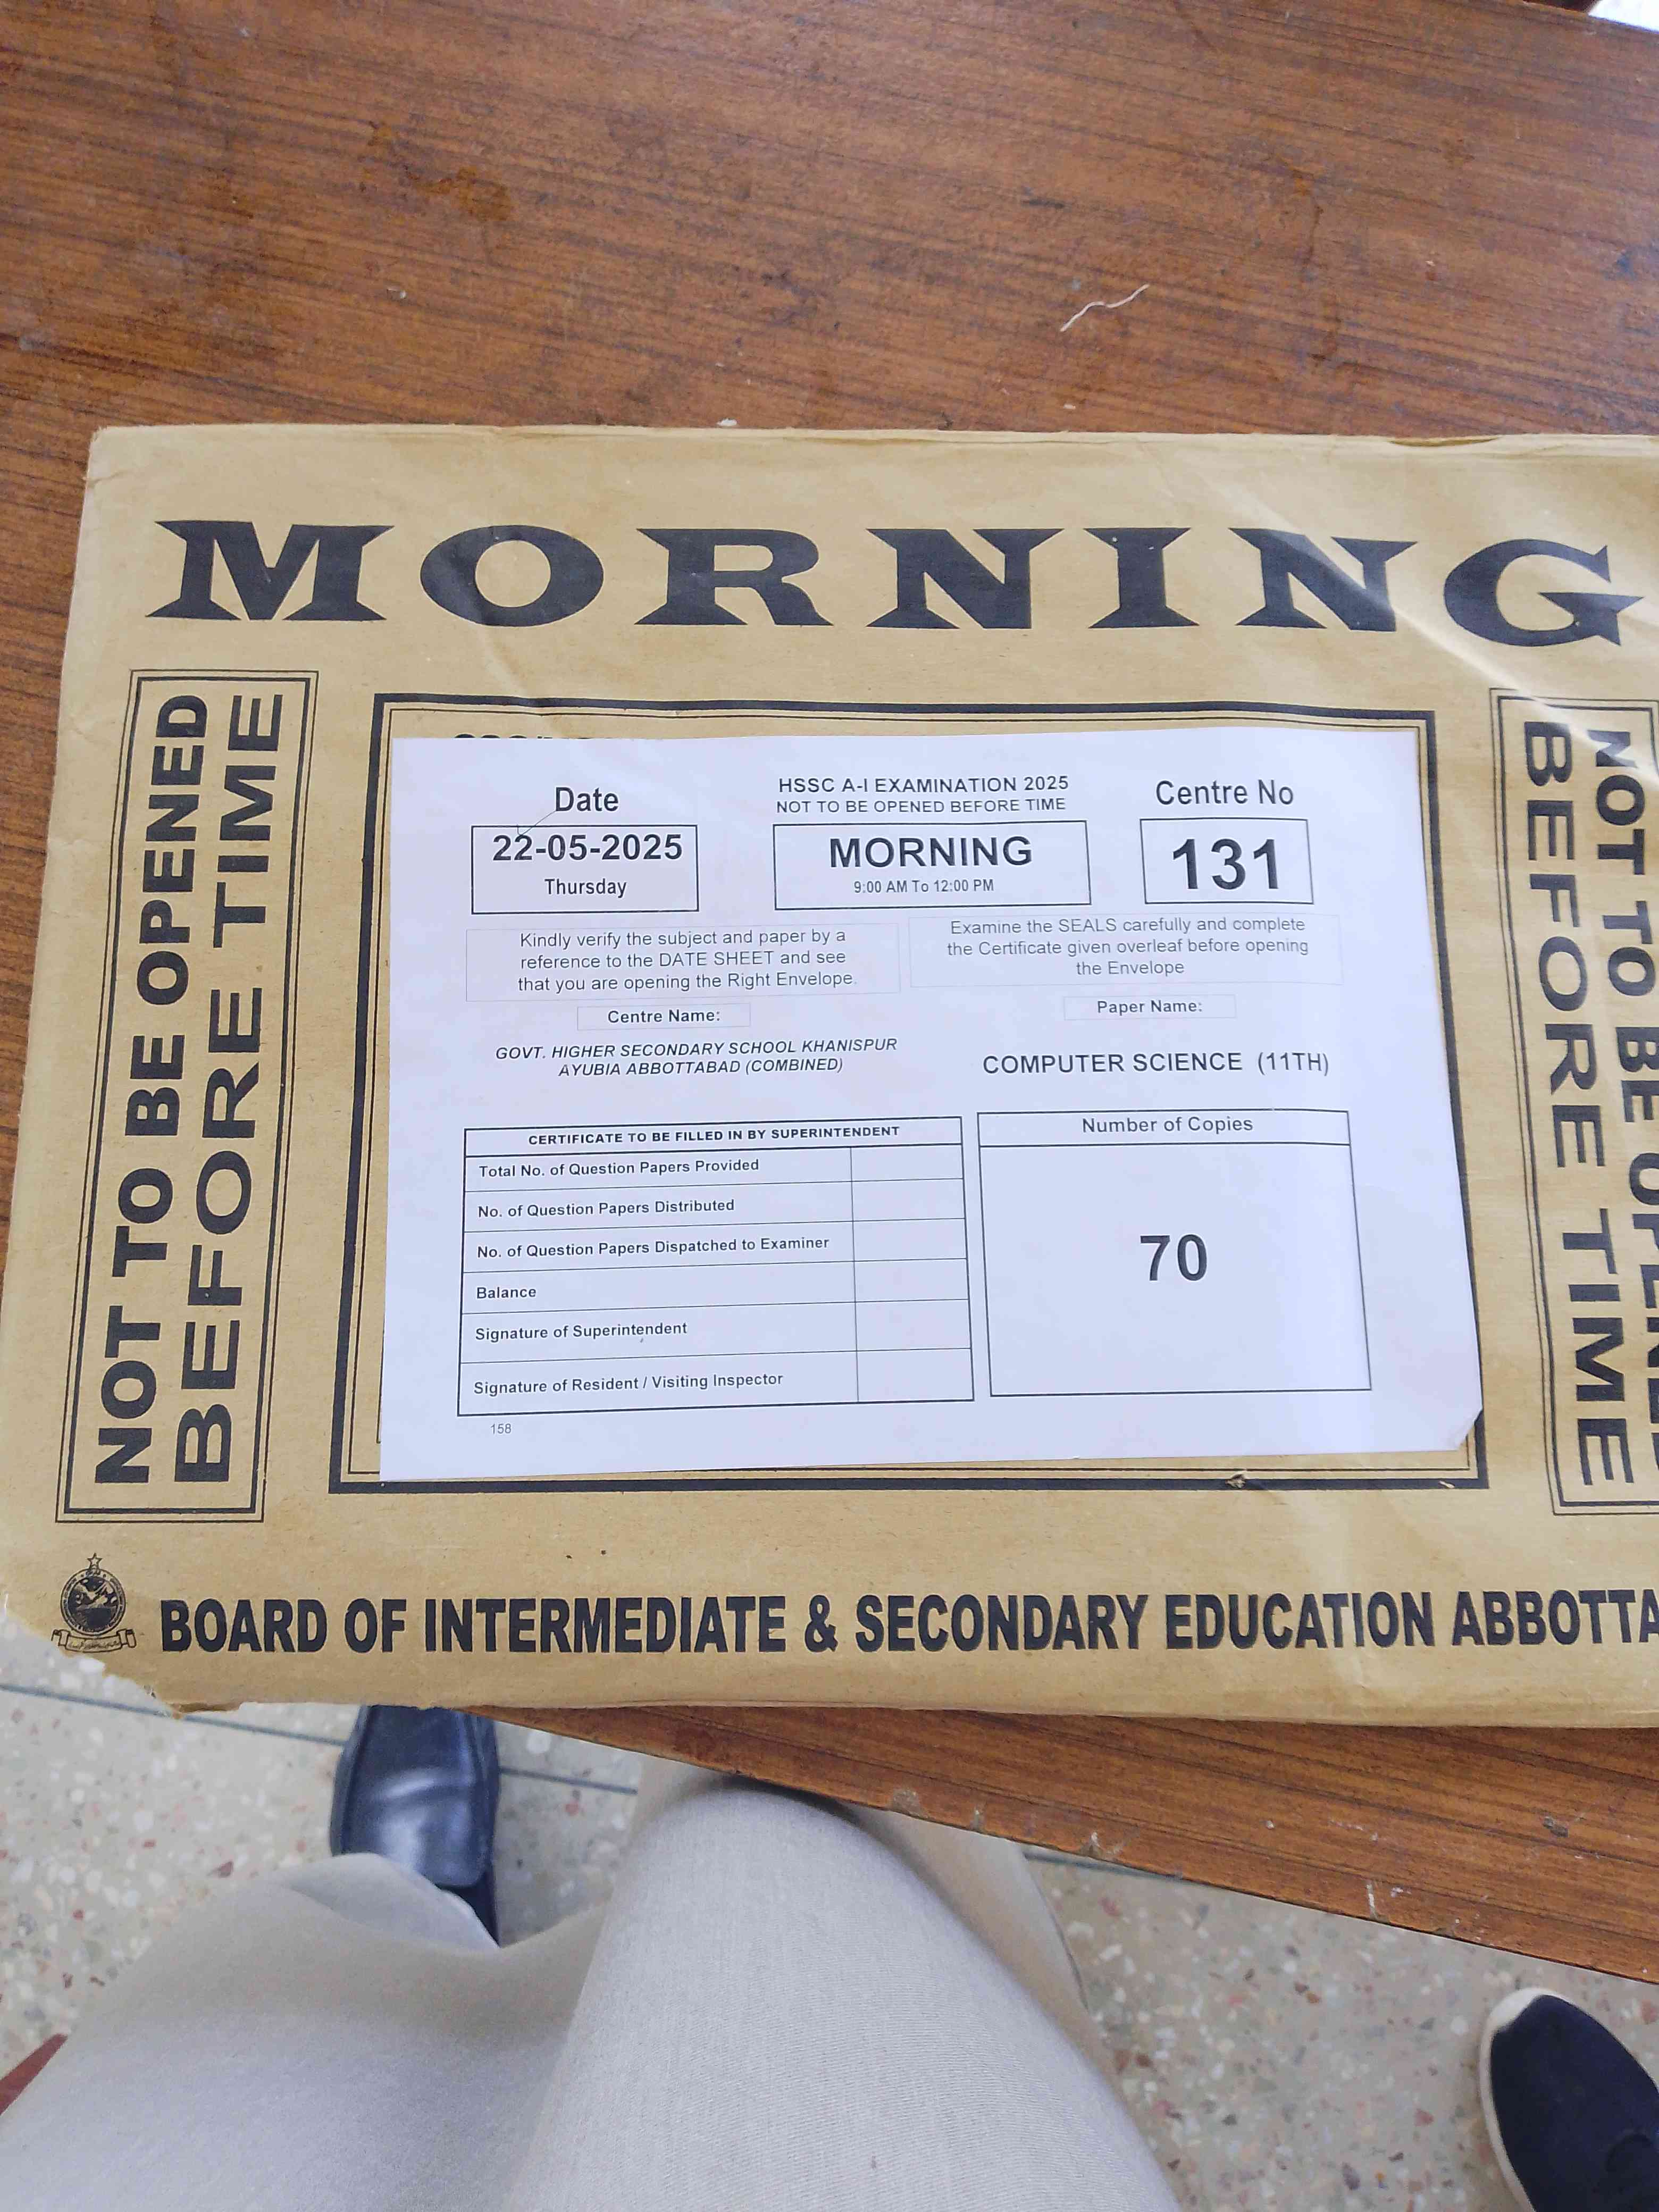 MORNING
NOT TO BE OPENED
BEFORE TIME
Date
22-05-2025
Thursday
HSSC A-I EXAMINATION 2025
NOT TO BE OPENED BEFORE TIME
MORNING
9:00 AM To 12:00 PM
Centre No
131
Kindly verify the subject and paper by a
reference to the DATE SHEET and see
that you are opening the Right Envelope.
Examine the SEALS carefully and complete
the Certificate given overleaf before opening
the Envelope
Centre Name:
GOVT. HIGHER SECONDARY SCHOOL KHANISPUR
AYUBIA ABBOTTABAD (COMBINED)
Paper Name:
COMPUTER SCIENCE (11TH)
CERTIFICATE TO BE FILLED IN BY SUPERINTENDENT
Total No. of Question Papers Provided
No. of Question Papers Distributed
No. of Question Papers Dispatched to Examiner
Balance
Signature of Superintendent
Signature of Resident / Visiting Inspector
Number of Copies
70
158
NOT TO BE OPENED
BEFORE TIME
BOARD OF INTERMEDIATE & SECONDARY EDUCATION ABBOTTA